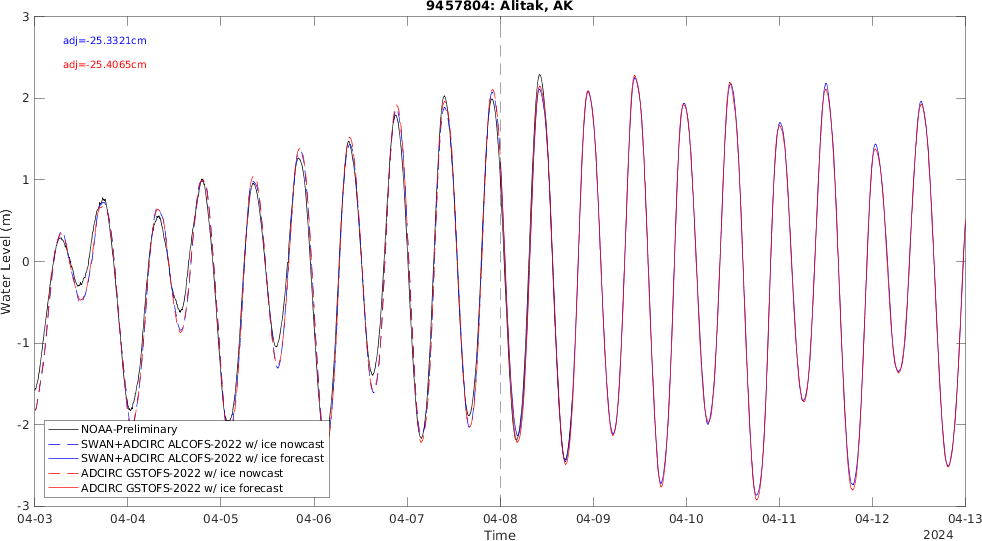 9457804: Alitak, AK
adj=-25.3321cm
adj=-25.4065cm
3
2
1
0
-1
-2
-3
Water Level (m)
NOAA-Preliminary
SWAN+ADCIRC ALCOFS-2022 w/ ice nowcast
SWAN+ADCIRC ALCOFS-2022 w/ ice forecast
ADCIRC GSTOFS-2022 w/ ice nowcast
ADCIRC GSTOFS-2022 w/ ice forecast
04-03 04-04 04-05 04-06 04-07 04-08 04-09 04-10 04-11 04-12 04-13
Time
2024